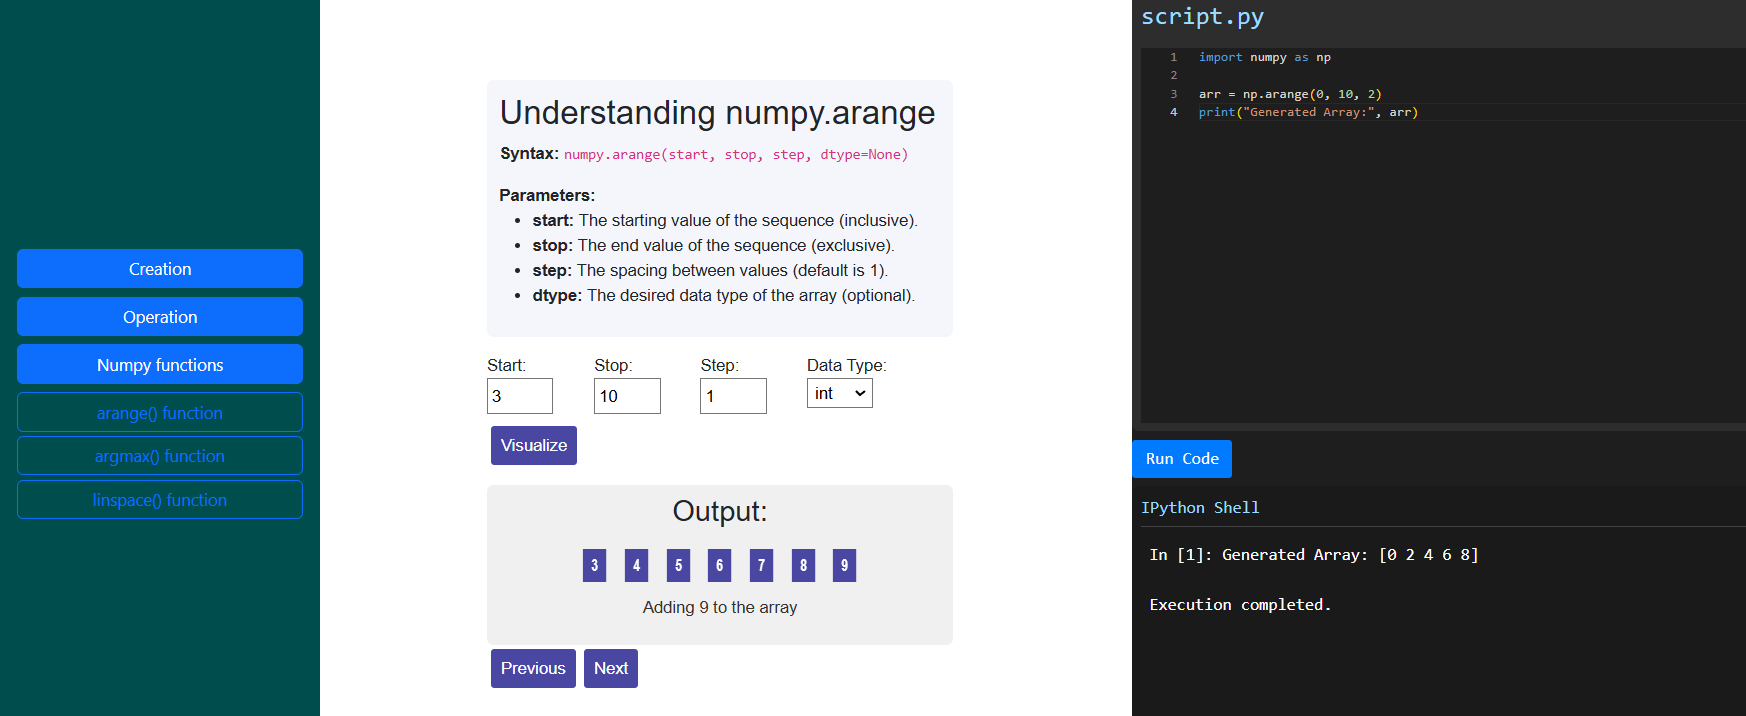 Creation
Operation
Numpy functions
arange() function
argmax() function
linspace() function
Understanding numpy.arange
Syntax: numpy.arange(start, stop, step, dtype=None)
Parameters:
• start: The starting value of the sequence (inclusive).
• stop: The end value of the sequence (exclusive).
• step: The spacing between values (default is 1).
• dtype: The desired data type of the array (optional).
Start: Stop: Step: Data Type:
3 10 1 int
Visualize
Output:
3 4 5 6 7 8 9
Adding 9 to the array
Previous Next
script.py
1 import numpy as np
2
3 arr = np.arange(0, 10, 2)
4 print("Generated Array:", arr)
Run Code
IPython Shell
In [1]: Generated Array: [0 2 4 6 8]
Execution completed.